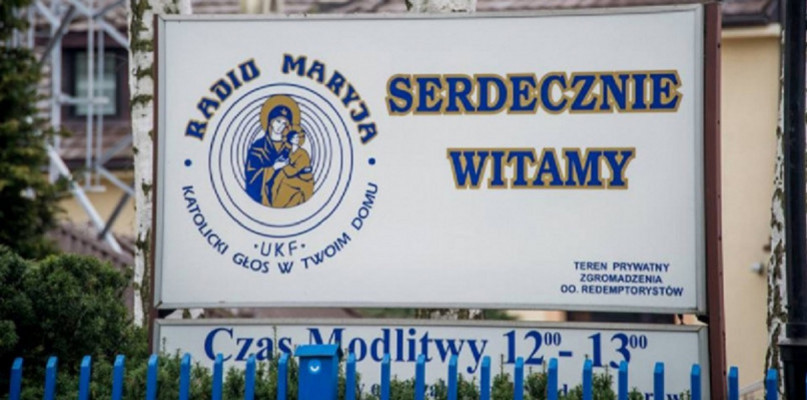 RADIO MARYJA
KATOLICKI GŁOS W TWOIM DOMU
·UKF·
SERDECZNIE
WITAMY
TEREN PRYWATNY
ZGROMADZENIA
OO. REDEMPTORYSTÓW
Czas Modlitwy 12⁰⁰- 13⁰⁰